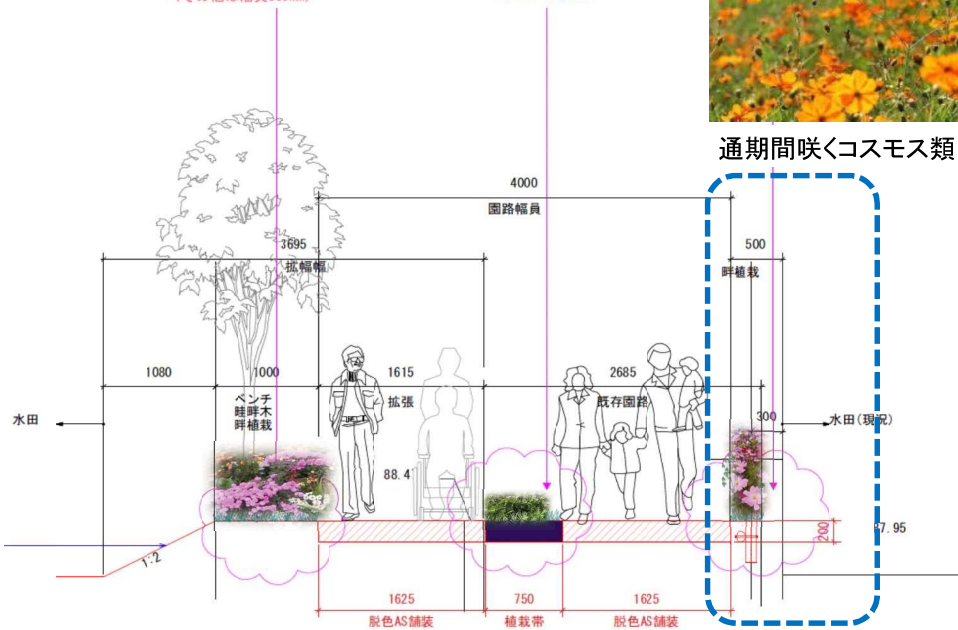 通期間咲くコスモス類
4000
園路幅員
3695
拡幅幅
500
畔植栽
1080
1000
1615
2685
ベンチ
畦畔木
畔植栽
拡張
既存園路
300
水田
水田(現況)
88.4
1:2
200
7.95
1625
750
1625
脱色AS舗装
植栽帯
脱色AS舗装